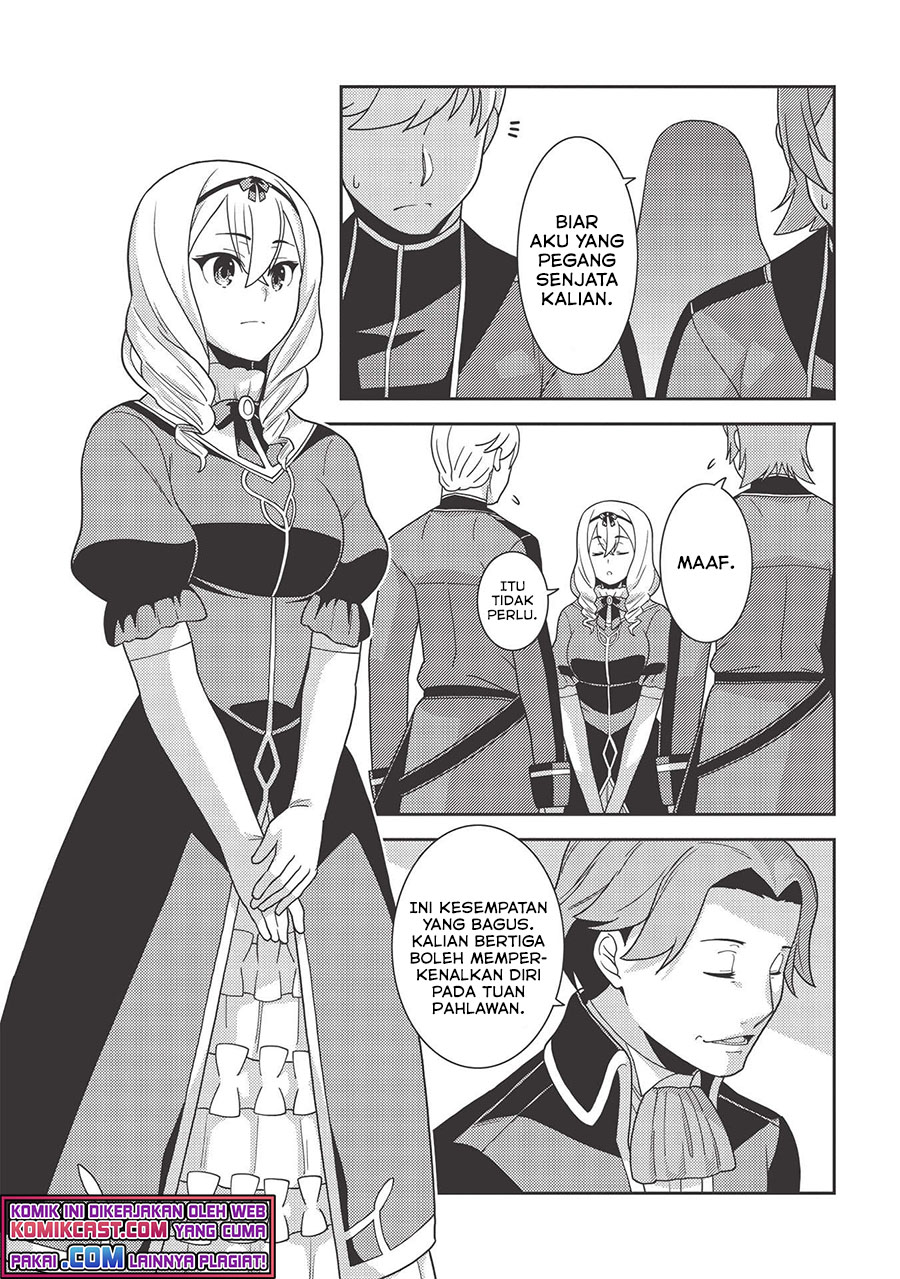 BIAR
AKU YANG
PEGANG
SENJATA
KALIAN.
MAAF.
ITU
TIDAK
PERLU.
INI KESEMPATAN
YANG BAGUS.
KALIAN BERTIGA
BOLEH MEMPER-
KENALKAN DIRI
PADA TUAN
PAHLAWAN.
KOMIK INI DIKERJAKAN OLEH WEB
KOMIKCAST.COM YANG CUMA
PAKAI .COM LAINNYA PLAGIAT!